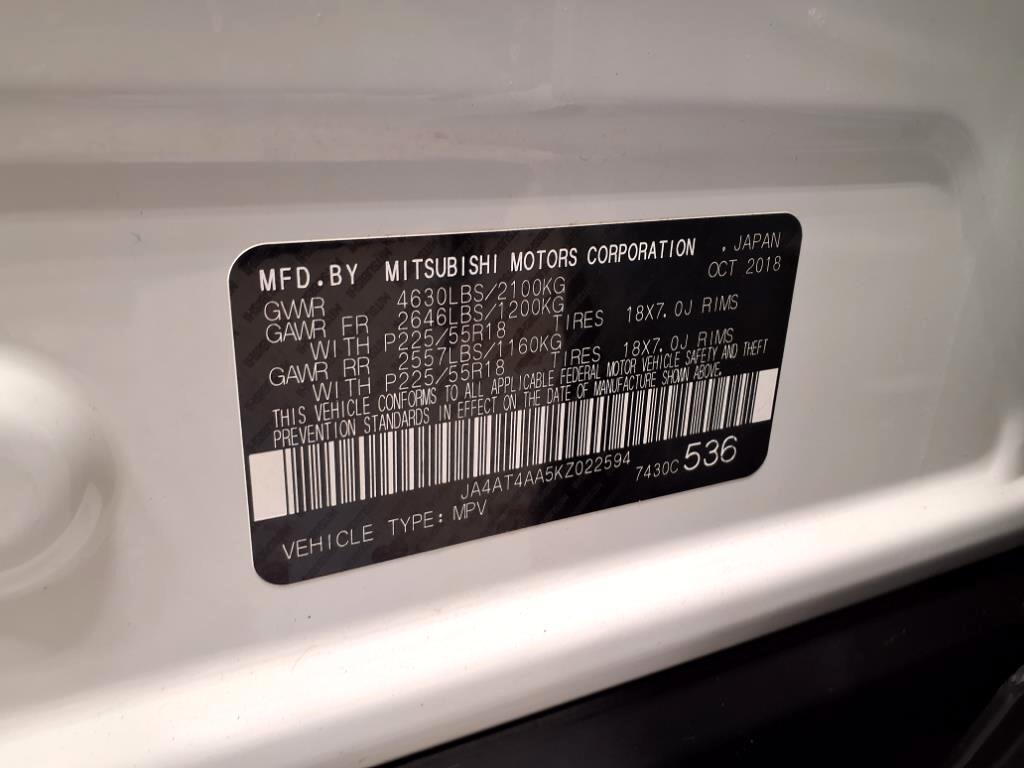 MFD.BY MITSUBISHI MOTORS CORPORATION . JAPAN
OCT 2018
GVWR 4630LBS/2100KG
GAWR FR 2646LBS/1200KG
WITH P225/55R18 TIRES 18X7.0J RIMS
GAWR RR 2557LBS/1160KG
WITH P225/55R18 TIRES 18X7.0J RIMS
THIS VEHICLE CONFORMS TO ALL APPLICABLE FEDERAL MOTOR VEHICLE SAFETY AND THEFT
PREVENTION STANDARDS IN EFFECT ON THE DATE OF MANUFACTURE SHOWN ABOVE.
JA4AT4AA5KZ022594 7430C 536
VEHICLE TYPE: MPV